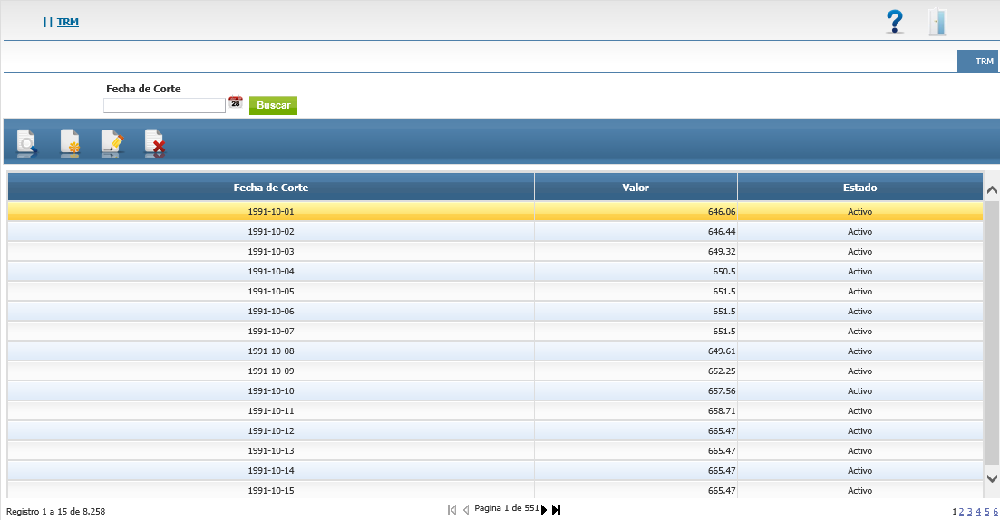 || TRM
?
TRM
Fecha de Corte
28 Buscar
Fecha de Corte Valor Estado
1991-10-01 646.06 Activo
1991-10-02 646.44 Activo
1991-10-03 649.32 Activo
1991-10-04 650.5 Activo
1991-10-05 651.5 Activo
1991-10-06 651.5 Activo
1991-10-07 651.5 Activo
1991-10-08 649.61 Activo
1991-10-09 652.25 Activo
1991-10-10 657.56 Activo
1991-10-11 658.71 Activo
1991-10-12 665.47 Activo
1991-10-13 665.47 Activo
1991-10-14 665.47 Activo
1991-10-15 665.47 Activo
Registro 1 a 15 de 8.258 Pagina 1 de 551 1 2 3 4 5 6